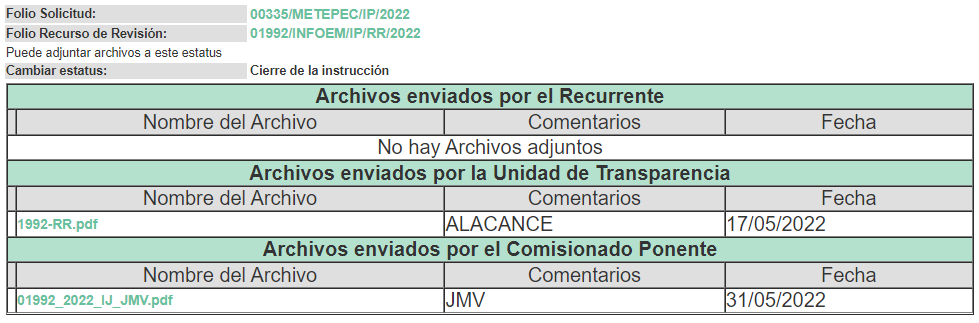 Folio Solicitud: 00335/METEPEC/IP/2022
Folio Recurso de Revisión: 01992/INFOEM/IP/RR/2022
Puede adjuntar archivos a este estatus
Cambiar estatus: Cierre de la instrucción
Archivos enviados por el Recurrente
Nombre del Archivo Comentarios Fecha
No hay Archivos adjuntos
Archivos enviados por la Unidad de Transparencia
Nombre del Archivo Comentarios Fecha
1992-RR.pdf ALACANCE 17/05/2022
Archivos enviados por el Comisionado Ponente
Nombre del Archivo Comentarios Fecha
01992_2022_IJ_JMV.pdf JMV 31/05/2022